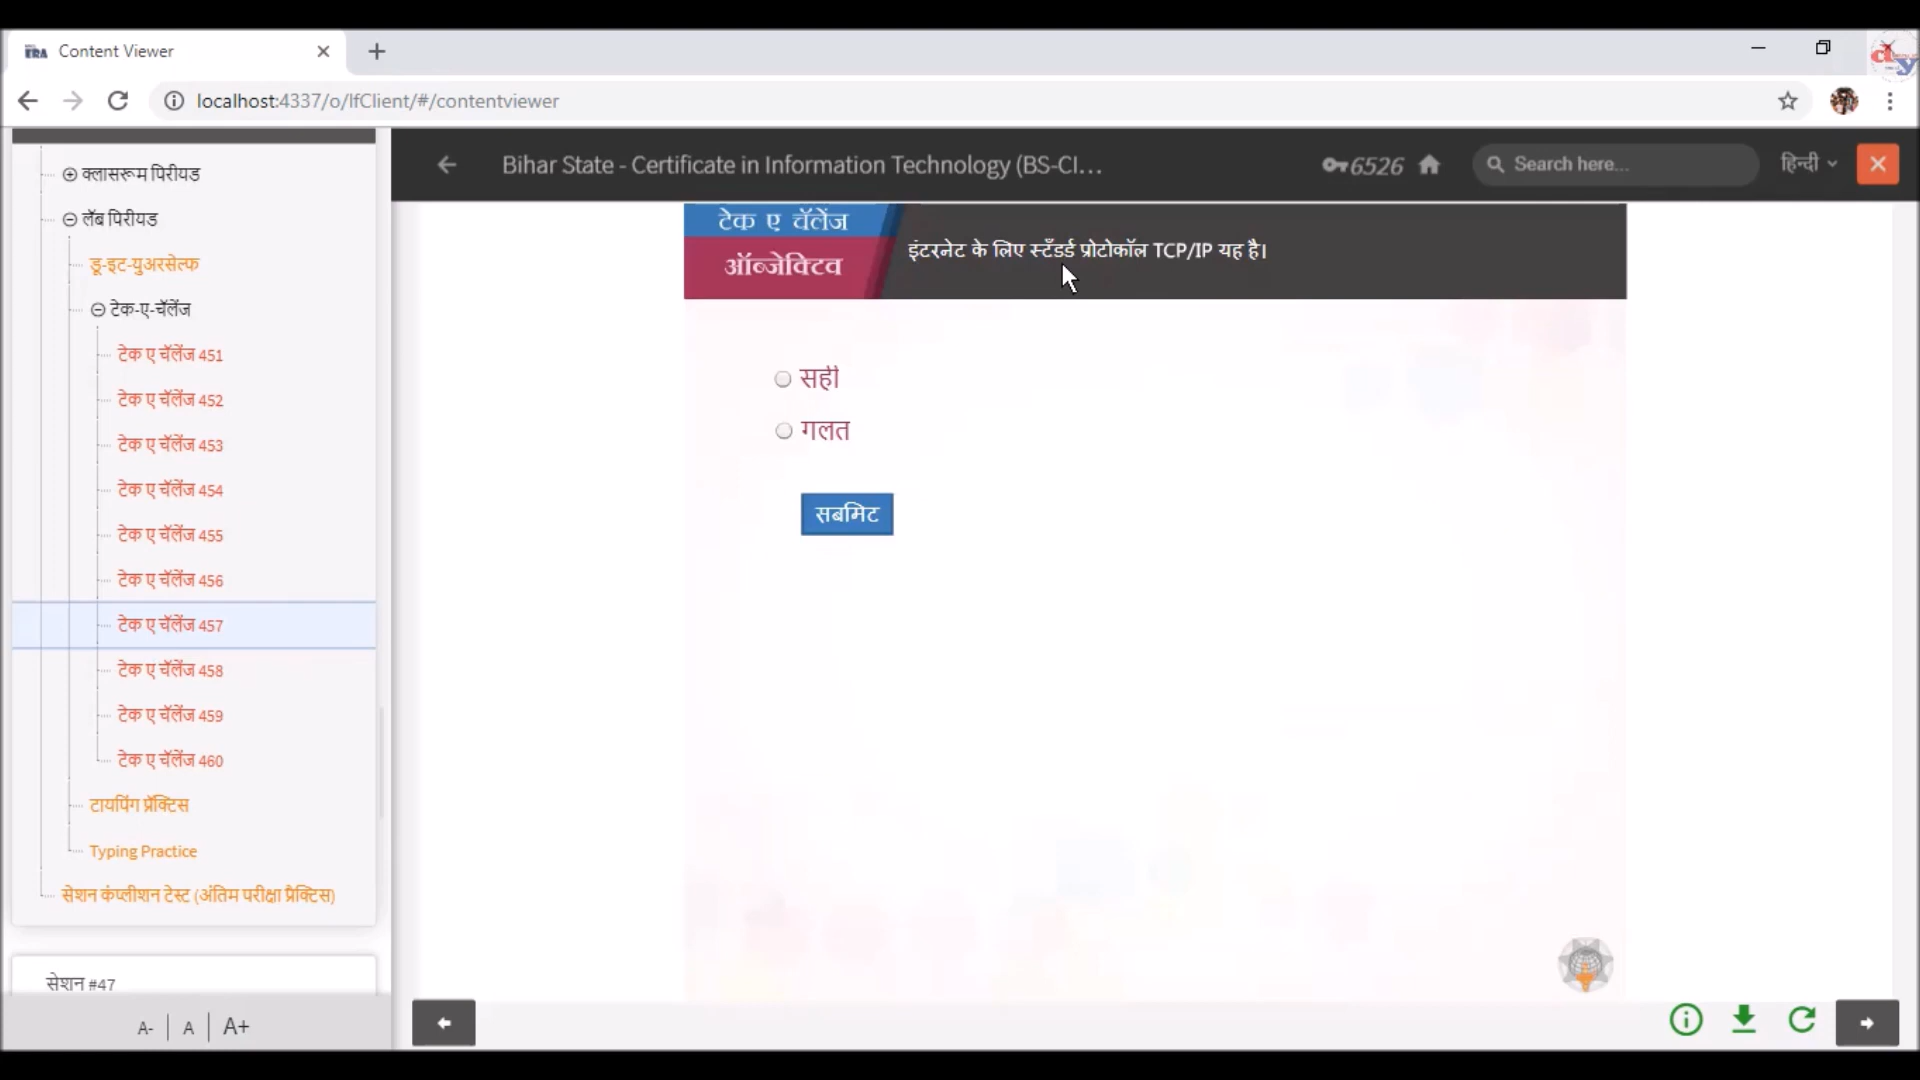 ERA Content Viewer
localhost:4337/o/lfClient/#/contentviewer
Bihar State - Certificate in Information Technology (BS-CI...
6526
Search here...
हिन्दी
क्लासरूम पिरीयड
लॅब पिरीयड
डू-इट-युअरसेल्फ
टेक-ए-चॅलेंज
टेक ए चॅलेंज 451
टेक ए चॅलेंज 452
टेक ए चॅलेंज 453
टेक ए चॅलेंज 454
टेक ए चॅलेंज 455
टेक ए चॅलेंज 456
टेक ए चॅलेंज 457
टेक ए चॅलेंज 458
टेक ए चॅलेंज 459
टेक ए चॅलेंज 460
टायपिंग प्रॅक्टिस
Typing Practice
सेशन कंप्लीशन टेस्ट (अंतिम परीक्षा प्रैक्टिस)
सेशन #47
A- A A+
टेक ए चॅलेंज
ऑब्जेक्टिव
इंटरनेट के लिए स्टँडर्ड प्रोटोकॉल TCP/IP यह है।
सही
गलत
सबमिट